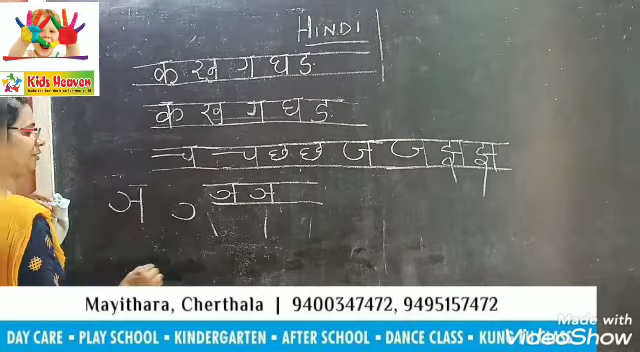 HINDI
क ख ग घ ङ
Kids Heaven
क ख ग घ ङ
च च छ छ ज ज झ झ
ञ ञ ञ
Mayithara, Cherthala | 9400347472, 9495157472
Made with
VideoShow
DAY CARE ▪ PLAY SCHOOL ▪ KINDERGARTEN ▪ AFTER SCHOOL ▪ DANCE CLASS ▪